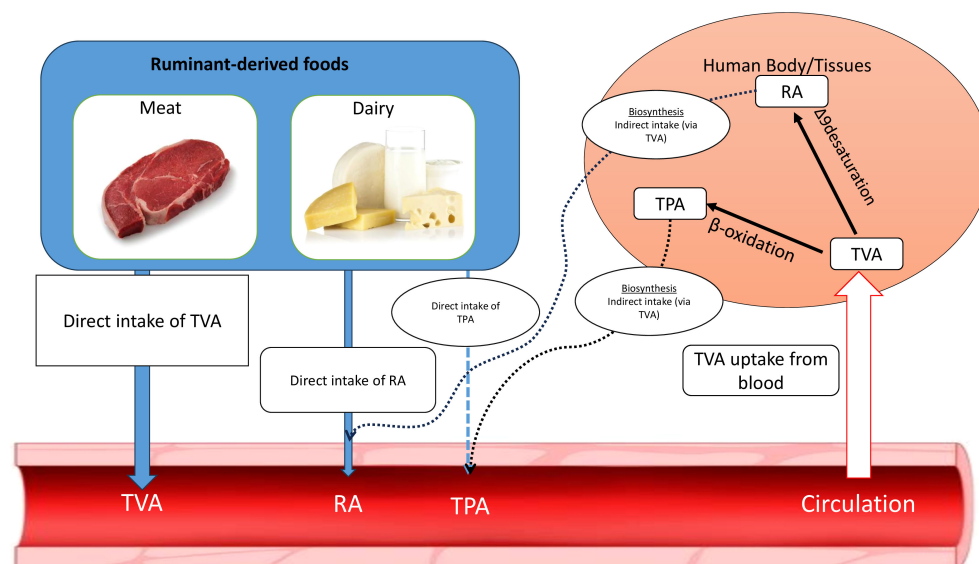 Ruminant-derived foods
Meat
Dairy
Human Body/Tissues
RA
Δ9desaturation
Biosynthesis
Indirect intake (via
TVA)
TPA
β-oxidation
TVA
Biosynthesis
Indirect intake (via
TVA)
Direct intake of TVA
Direct intake of
TPA
Direct intake of RA
TVA uptake from
blood
TVA
RA
TPA
Circulation